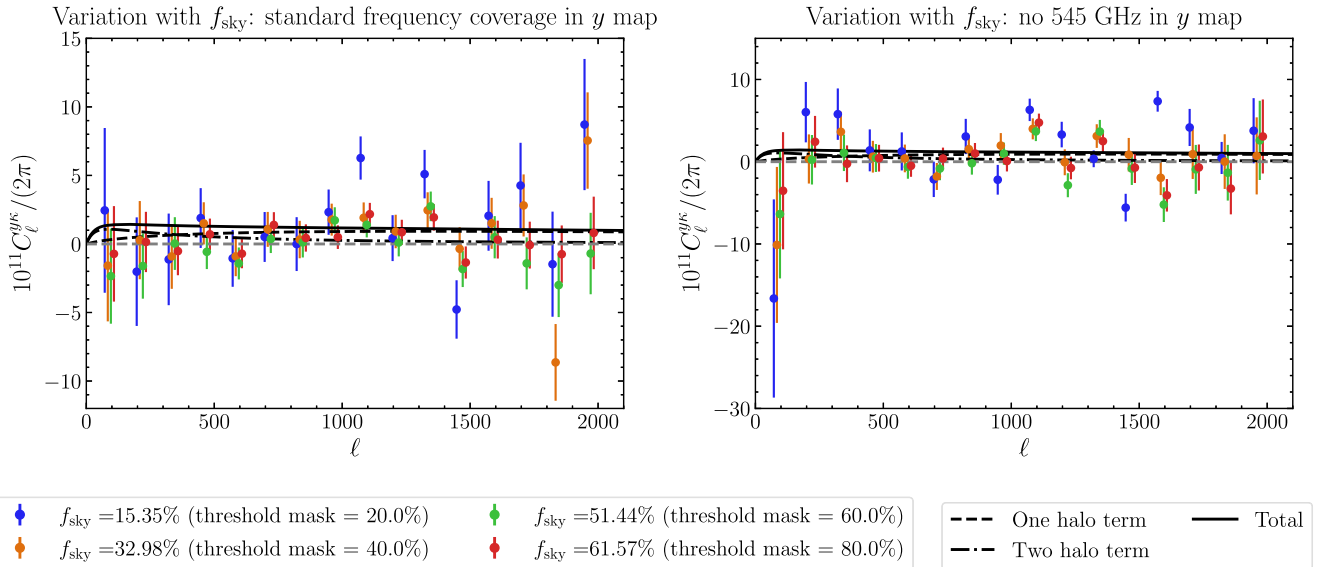 Variation with f_sky: standard frequency coverage in y map
15
10
5
0
−5
−10
0
500
1000
1500
2000
10^11 C_ℓ^yκ/(2π)
ℓ
Variation with f_sky: no 545 GHz in y map
10
0
−10
−20
−30
0
500
1000
1500
2000
10^11 C_ℓ^yκ/(2π)
ℓ
f_sky =15.35% (threshold mask = 20.0%)
f_sky =32.98% (threshold mask = 40.0%)
f_sky =51.44% (threshold mask = 60.0%)
f_sky =61.57% (threshold mask = 80.0%)
One halo term
Two halo term
Total